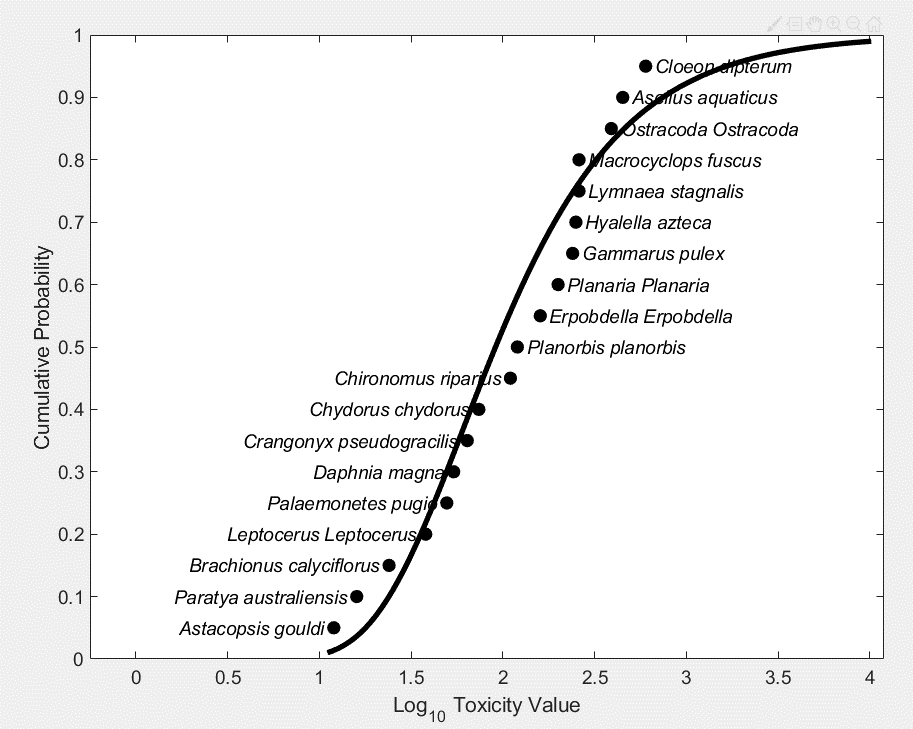 1
Cloeon dipterum
0.9
Asellus aquaticus
Ostracoda Ostracoda
0.8
Macrocyclops fuscus
Lymnaea stagnalis
0.7
Hyalella azteca
Gammarus pulex
0.6
Planaria Planaria
Erpobdella Erpobdella
0.5
Planorbis planorbis
Chironomus riparius
0.4
Chydorus chydorus
Crangonyx pseudogracilis
0.3
Daphnia magna
Palaemonetes pugio
0.2
Leptocerus Leptocerus
Brachionus calyciflorus
0.1
Paratya australiensis
Astacopsis gouldi
0
Cumulative Probability
0 0.5 1 1.5 2 2.5 3 3.5 4
Log10 Toxicity Value